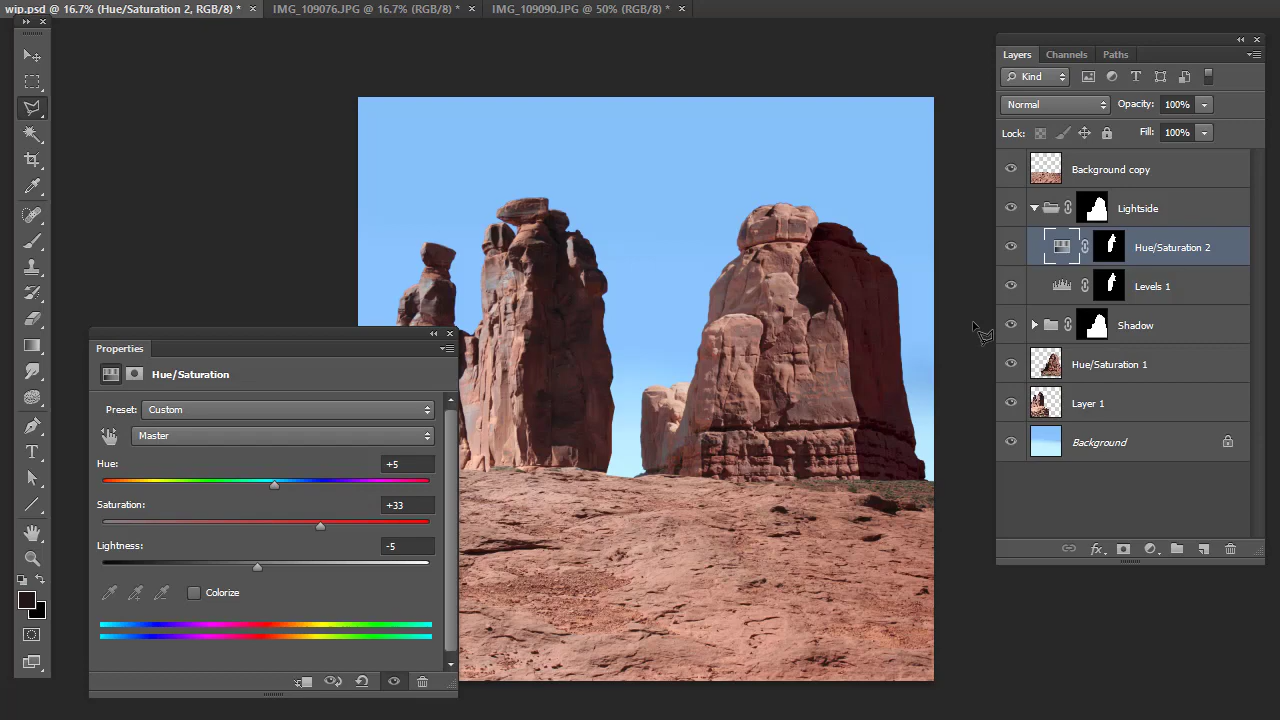 wip.psd @ 16.7% (Hue/Saturation 2, RGB/8) *
IMG_109076.JPG @ 16.7% (RGB/8) *
IMG_109090.JPG @ 50% (RGB/8) *
Layers
Channels
Paths
Kind
Normal
Opacity: 100%
Lock:
Fill: 100%
Background copy
Lightside
Hue/Saturation 2
Levels 1
Shadow
Hue/Saturation 1
Layer 1
Background
fx
Properties
Hue/Saturation
Preset: Custom
Master
Hue: +5
Saturation: +33
Lightness: -5
Colorize